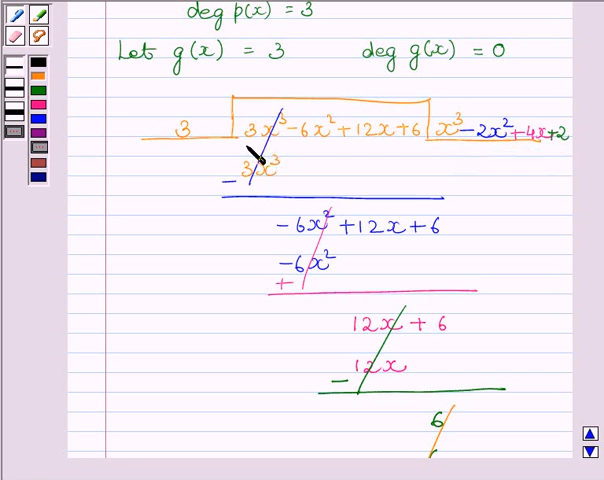 deg p(x) = 3
Let g(x) = 3 deg g(x) = 0
3 3x³ -6x² +12x +6 x³ -2x² +4x +2
3x³
-
-6x² +12x +6
-6x²
+
12x + 6
12x
-
6